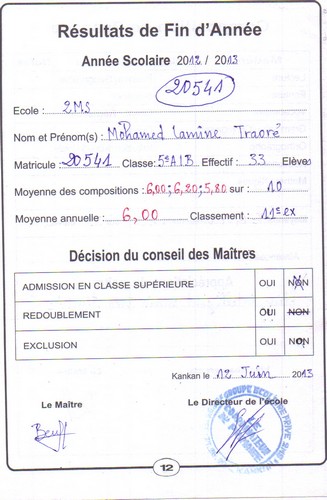 Résultats de Fin d'Année
Année Scolaire 2012 / 2013
20541
Ecole : 2MS
Nom et Prénom(s) : Mohamed Lamine Traoré
Matricule : 20541 Classe: 5eA/B Effectif : 33 Elèves
Moyenne des compositions : 6,00; 6,20; 5,80 sur : 10
Moyenne annuelle : 6,00 Classement : 11e ex
Décision du conseil des Maîtres
ADMISSION EN CLASSE SUPÉRIEURE OUI NON
REDOUBLEMENT OUI NON
EXCLUSION OUI NON
Kankan le 12 Juin 2013
Le Maître Le Directeur de l'école
12